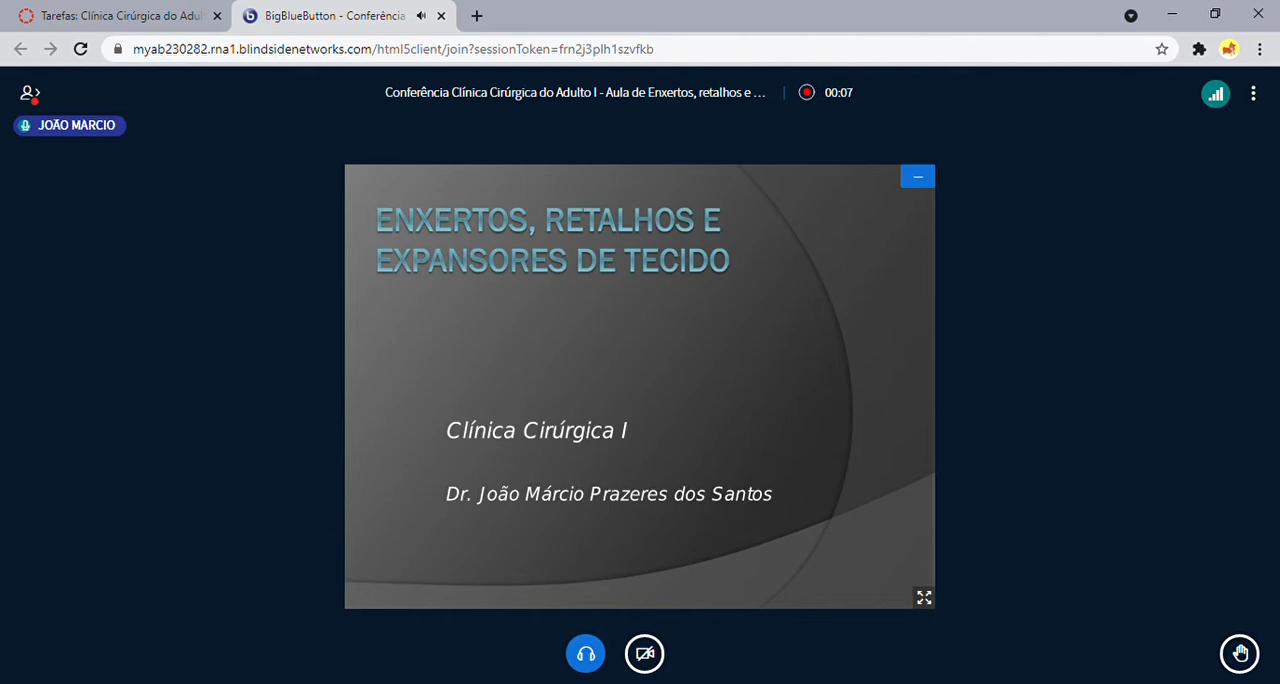 Tarefas: Clínica Cirúrgica do Adul
BigBlueButton - Conferência
myab230282.rna1.blindsidenetworks.com/html5client/join?sessionToken=frn2j3plh1szvfkb
Conferência Clínica Cirúrgica do Adulto I - Aula de Enxertos, retalhos e ...
00:07
JOÃO MARCIO
ENXERTOS, RETALHOS E
EXPANSORES DE TECIDO
Clínica Cirúrgica I
Dr. João Márcio Prazeres dos Santos